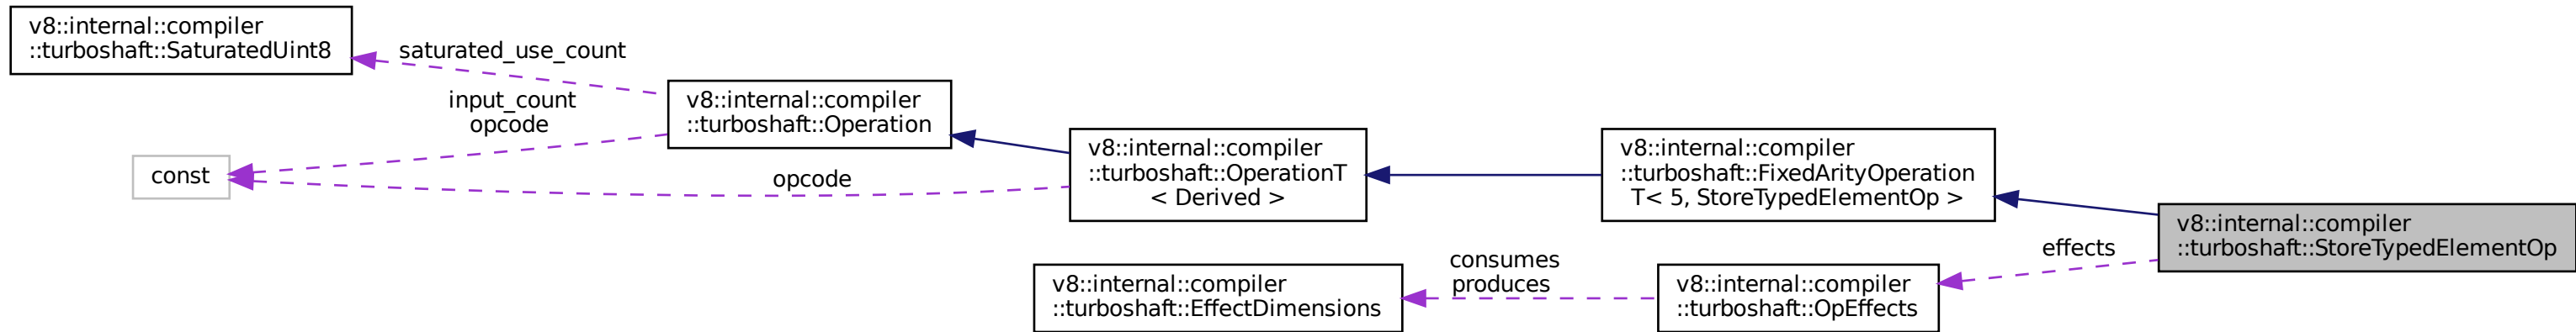 v8::internal::compiler
::turboshaft::SaturatedUint8
saturated_use_count
input_count
opcode
const
v8::internal::compiler
::turboshaft::Operation
opcode
v8::internal::compiler
::turboshaft::OperationT
< Derived >
v8::internal::compiler
::turboshaft::FixedArityOperation
T< 5, StoreTypedElementOp >
v8::internal::compiler
::turboshaft::EffectDimensions
consumes
produces
v8::internal::compiler
::turboshaft::OpEffects
effects
v8::internal::compiler
::turboshaft::StoreTypedElementOp